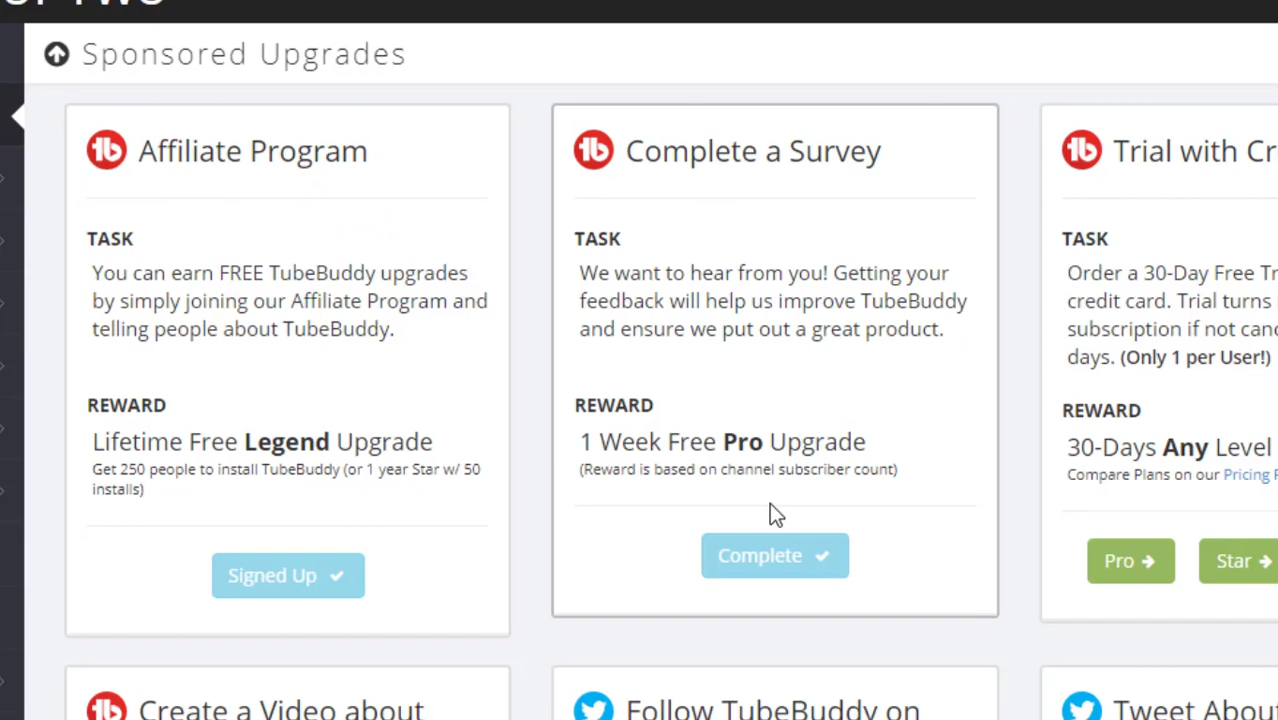 Sponsored Upgrades
Affiliate Program
TASK
You can earn FREE TubeBuddy upgrades
by simply joining our Affiliate Program and
telling people about TubeBuddy.
REWARD
Lifetime Free Legend Upgrade
Get 250 people to install TubeBuddy (or 1 year Star w/ 50
installs)
Signed Up
Complete a Survey
TASK
We want to hear from you! Getting your
feedback will help us improve TubeBuddy
and ensure we put out a great product.
REWARD
1 Week Free Pro Upgrade
(Reward is based on channel subscriber count)
Complete
Trial with Cr
TASK
Order a 30-Day Free Tr
credit card. Trial turns
subscription if not canc
days. (Only 1 per User!)
REWARD
30-Days Any Level
Compare Plans on our Pricing P
Pro
Star
Create a Video about
Follow TubeBuddy on
Tweet About